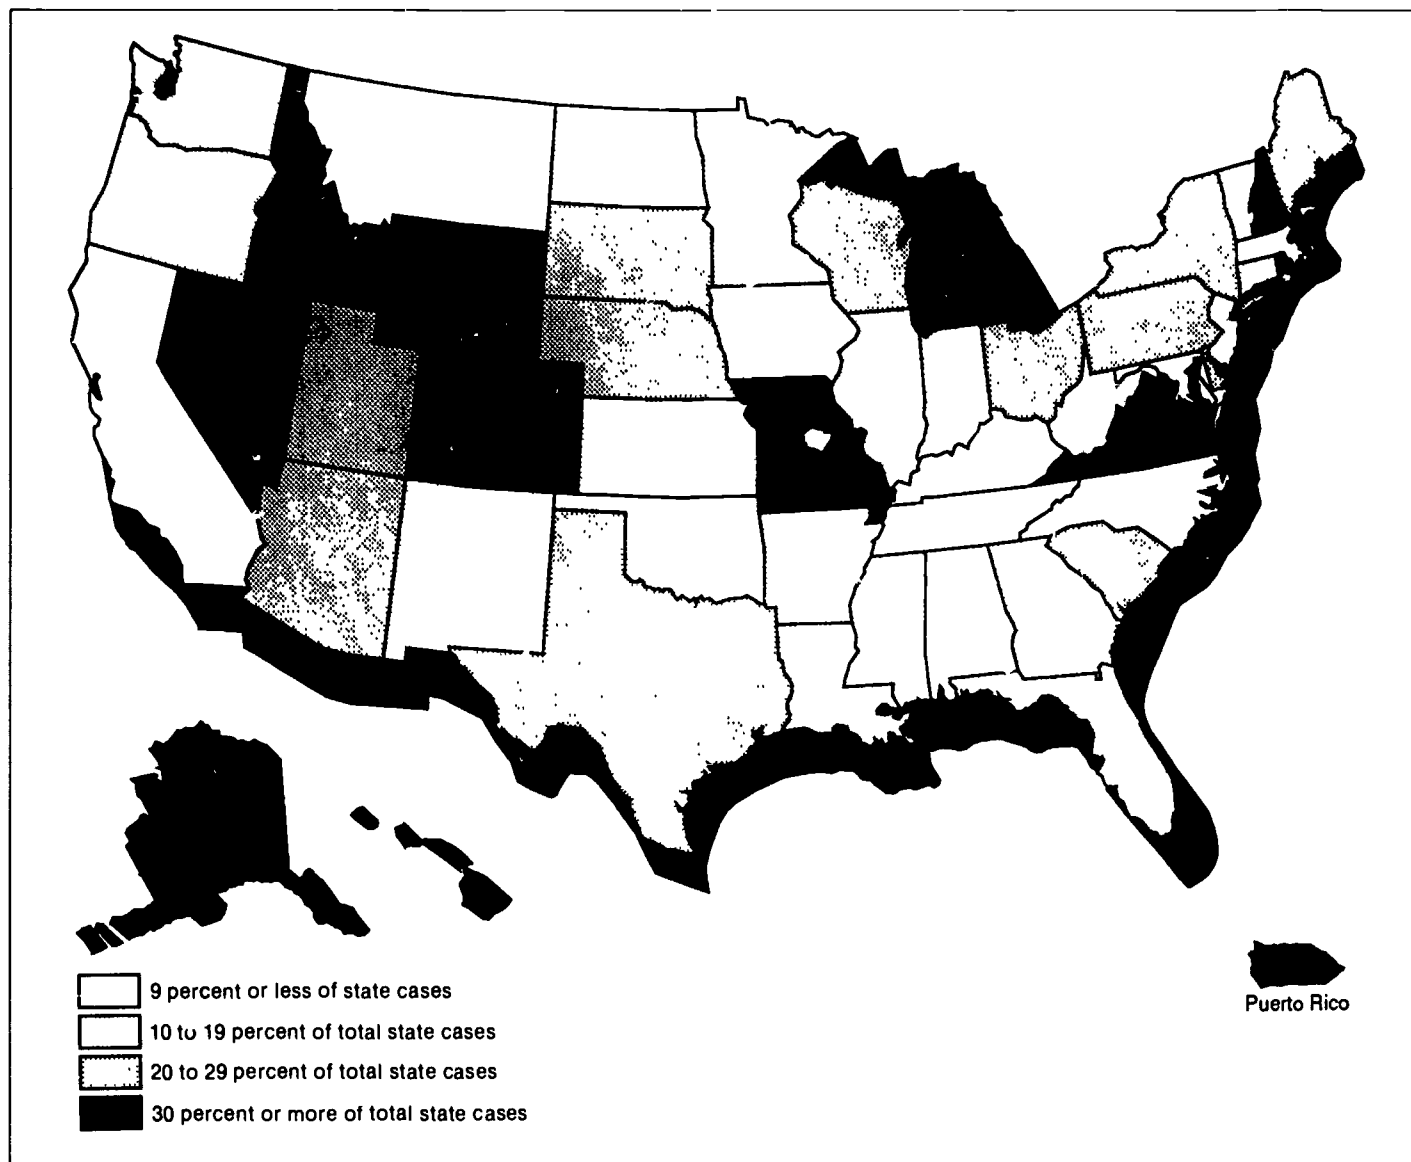 Puerto Rico
9 percent or less of state cases
10 to 19 percent of total state cases
20 to 29 percent of total state cases
30 percent or more of total state cases